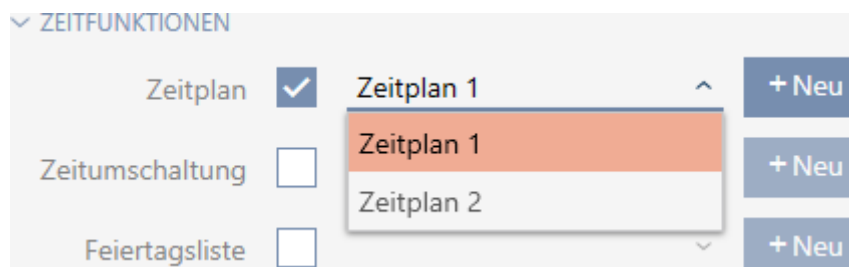 ZEITFUNKTIONEN
Zeitplan Zeitplan 1 + Neu
Zeitplan 1
Zeitumschaltung + Neu
Zeitplan 2
Feiertagsliste + Neu